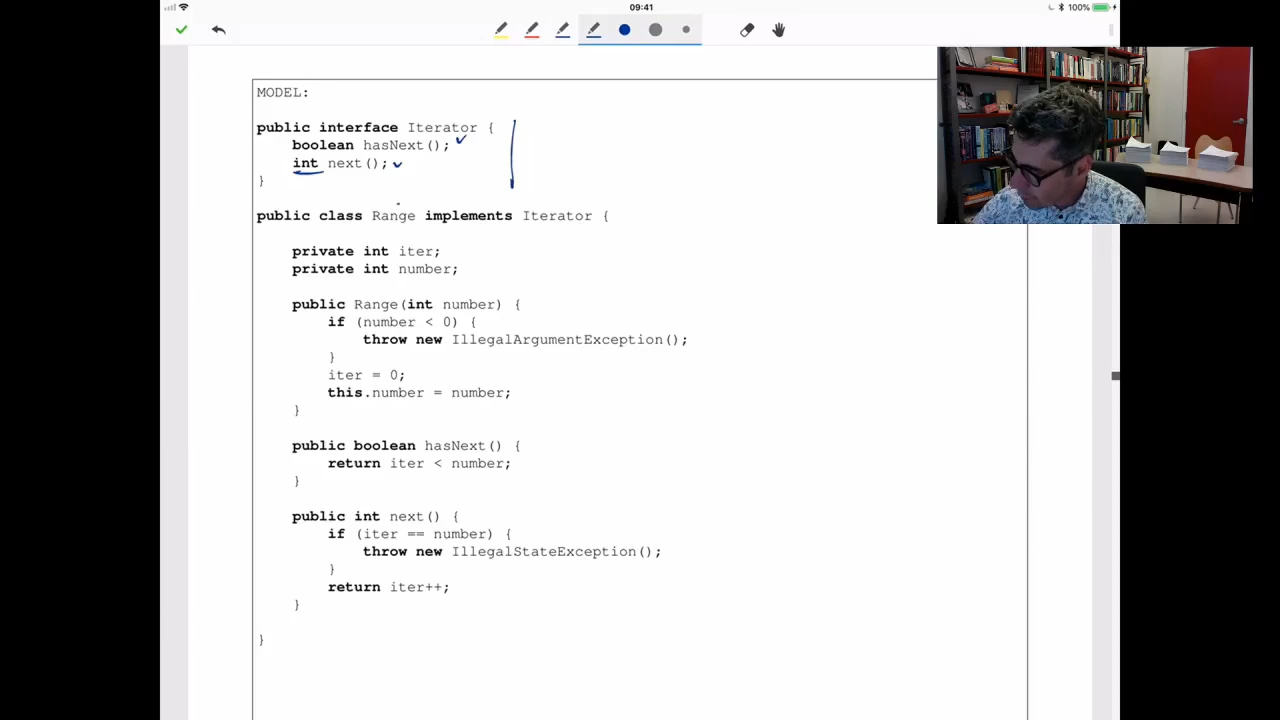 09:41
100%
MODEL:
public interface Iterator {
boolean hasNext();
int next();
}
public class Range implements Iterator {
private int iter;
private int number;
public Range(int number) {
if (number < 0) {
throw new IllegalArgumentException();
}
iter = 0;
this.number = number;
}
public boolean hasNext() {
return iter < number;
}
public int next() {
if (iter == number) {
throw new IllegalStateException();
}
return iter++;
}
}